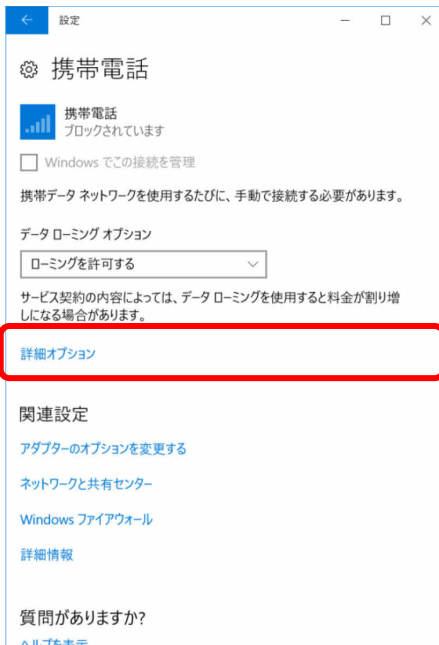 設定
携帯電話
携帯電話
ブロックされています
Windows でこの接続を管理
携帯データ ネットワークを使用するたびに、手動で接続する必要があります。
データ ローミング オプション
ローミングを許可する
サービス契約の内容によっては、データ ローミングを使用すると料金が割り増
しになる場合があります。
詳細オプション
関連設定
アダプターのオプションを変更する
ネットワークと共有センター
Windows ファイアウォール
詳細情報
質問がありますか?
ヘルプを表示